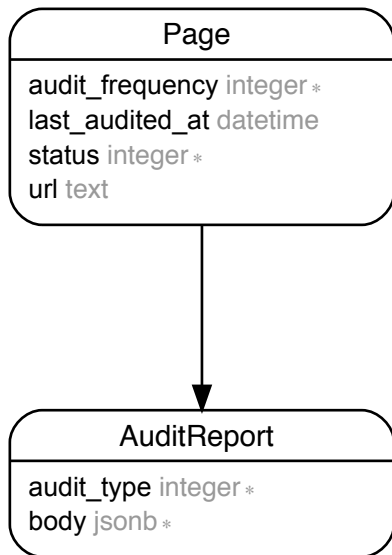 Page
audit_frequency integer ∗
last_audited_at datetime
status integer ∗
url text
AuditReport
audit_type integer ∗
body jsonb ∗